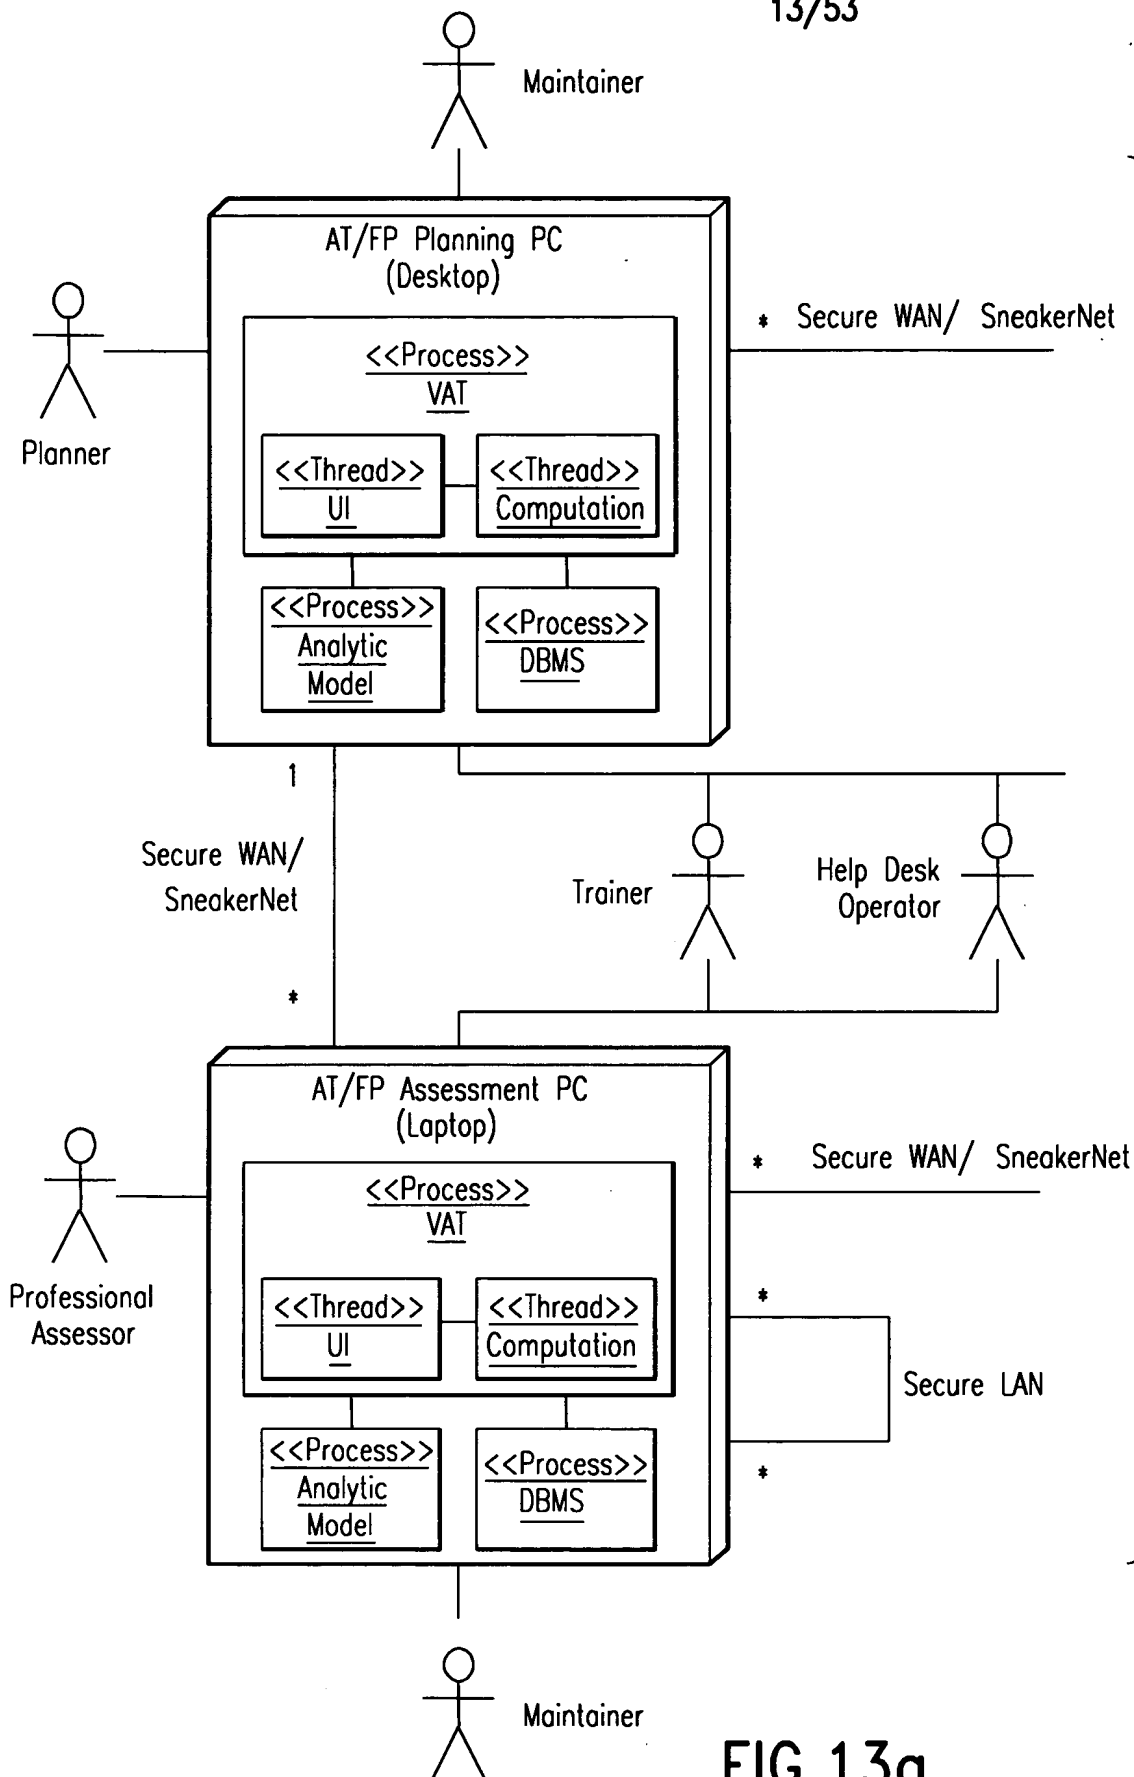 13/53
Maintainer
AT/FP Planning PC
(Desktop)
* Secure WAN/ SneakerNet
<<Process>>
VAT
Planner
<<Thread>>
UI
<<Thread>>
Computation
<<Process>>
Analytic
Model
<<Process>>
DBMS
1
Secure WAN/
SneakerNet
*
Trainer
Help Desk
Operator
AT/FP Assessment PC
(Laptop)
* Secure WAN/ SneakerNet
<<Process>>
VAT
Professional
Assessor
<<Thread>>
UI
<<Thread>>
Computation
*
Secure LAN
*
<<Process>>
Analytic
Model
<<Process>>
DBMS
Maintainer
FIG.13a